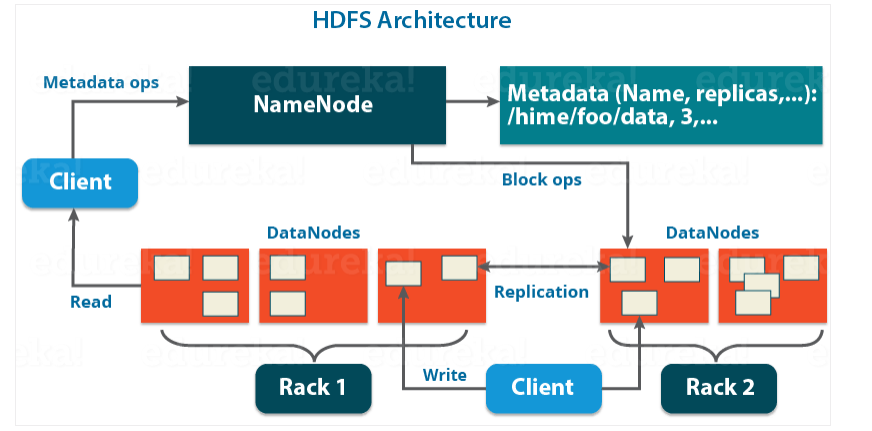 HDFS Architecture
Metadata ops
NameNode
Metadata (Name, replicas,...):
/hime/foo/data, 3,...
Client
Block ops
DataNodes
DataNodes
Read
Replication
Write
Rack 1
Client
Rack 2
edureka!